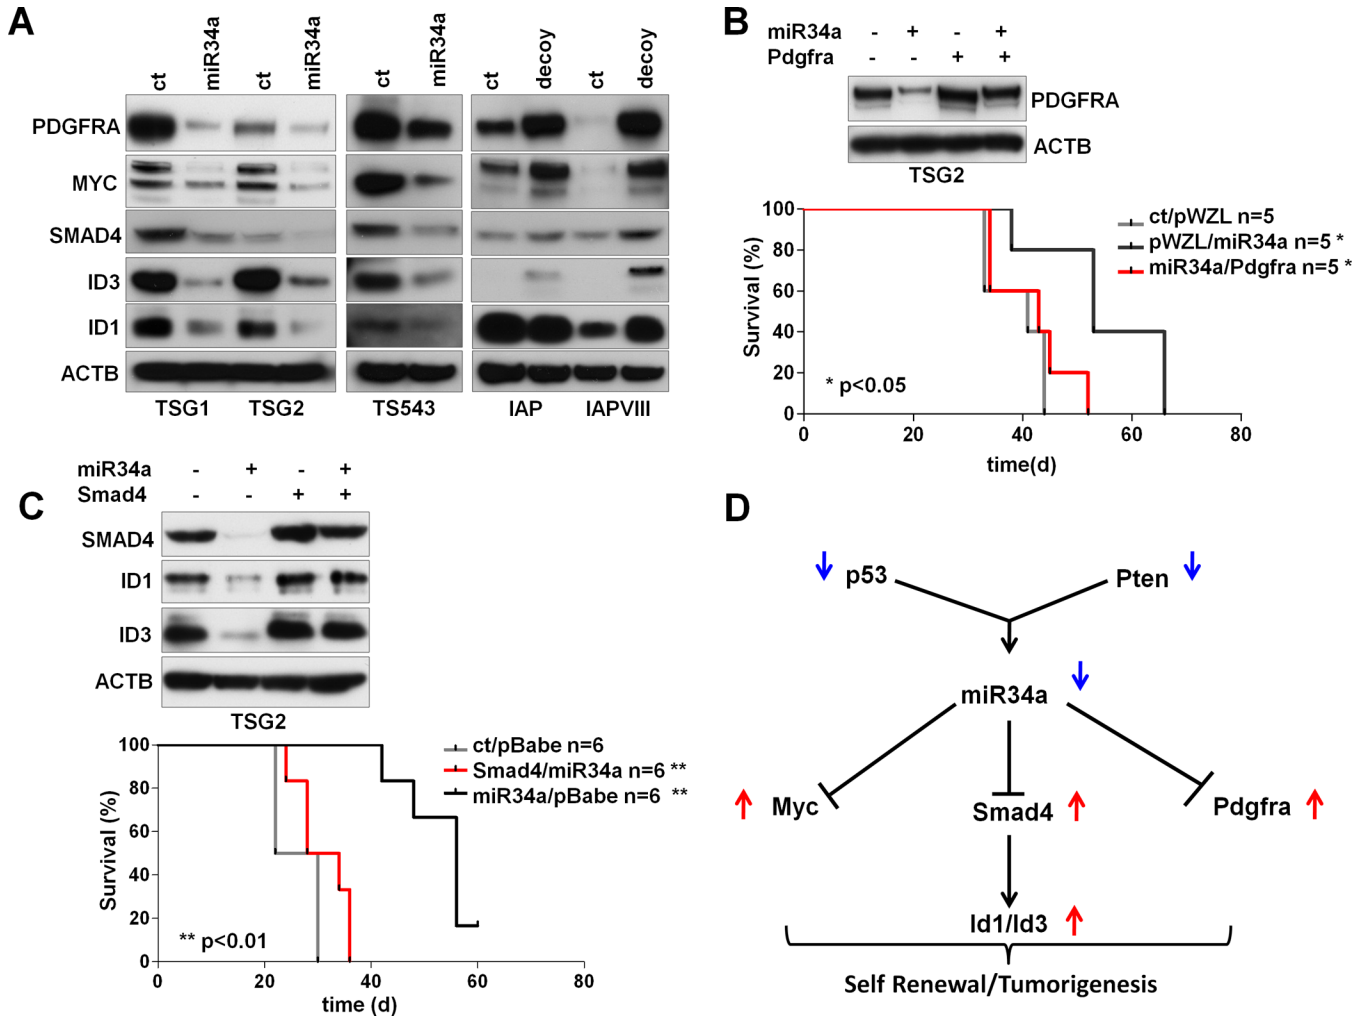 A
ct miR34a ct miR34a ct miR34a ct decoy ct decoy
PDGFRA
MYC
SMAD4
ID3
ID1
ACTB
TSG1 TSG2 TS543 IAP IAPVIII
B
miR34a - + - +
Pdgfra - - + +
PDGFRA
ACTB
TSG2
Survival (%)
100
80
60
40
20
0
ct/pWZL n=5
pWZL/miR34a n=5 *
miR34a/Pdgfra n=5 *
* p<0.05
0 20 40 60 80
time(d)
C
miR34a - + - +
Smad4 - - + +
SMAD4
ID1
ID3
ACTB
TSG2
Survival (%)
100
80
60
40
20
0
ct/pBabe n=6
Smad4/miR34a n=6 **
miR34a/pBabe n=6 **
** p<0.01
0 20 40 60 80
time (d)
D
p53 Pten
miR34a
Myc Smad4 Pdgfra
Id1/Id3
Self Renewal/Tumorigenesis